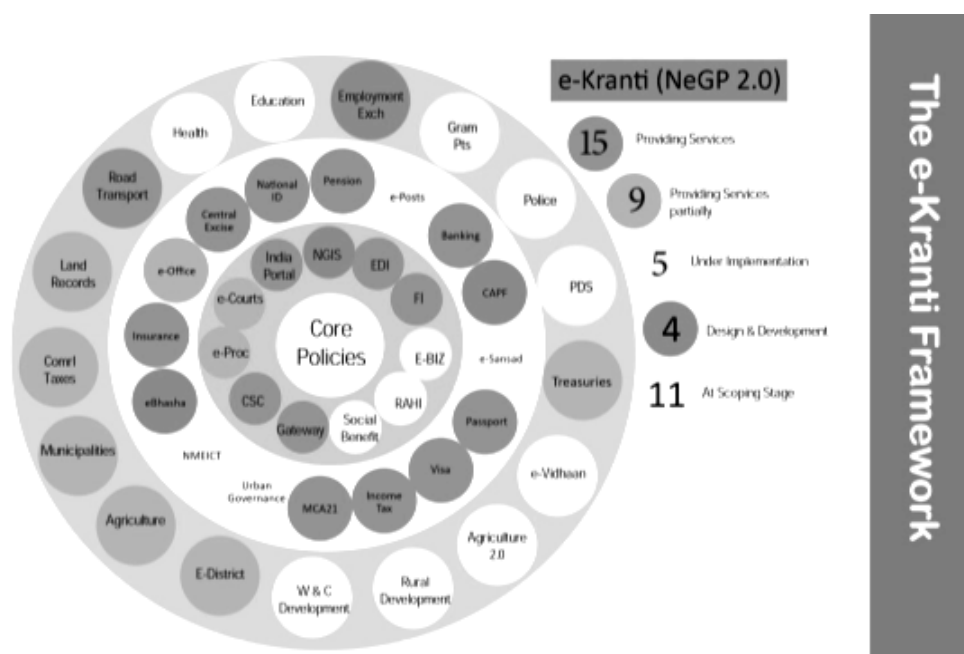 The e-Kranti Framework
e-Kranti (NeGP 2.0)
15
Providing Services
9
Providing Services
partially
5
Under Implementation
4
Design & Development
11
At Scoping Stage
Education
Employment
Exch
Gram
Pts
Police
PDS
Treasuries
e-Vidhaan
Agriculture
2.0
Rural
Development
W & C
Development
E-District
Agriculture
Municipalities
Comrl
Taxes
Land
Records
Road
Transport
Health
National
ID
Pension
e-Posts
Banking
CAPF
e-Sansad
Passport
Visa
Income
Tax
MCA21
Urban
Governance
NMEICT
eBhasha
Insurance
e-Office
Central
Excise
India
Portal
NGIS
EDI
FI
E-BIZ
RAHI
Social
Benefit
Gateway
CSC
e-Proc
e-Courts
Core
Policies